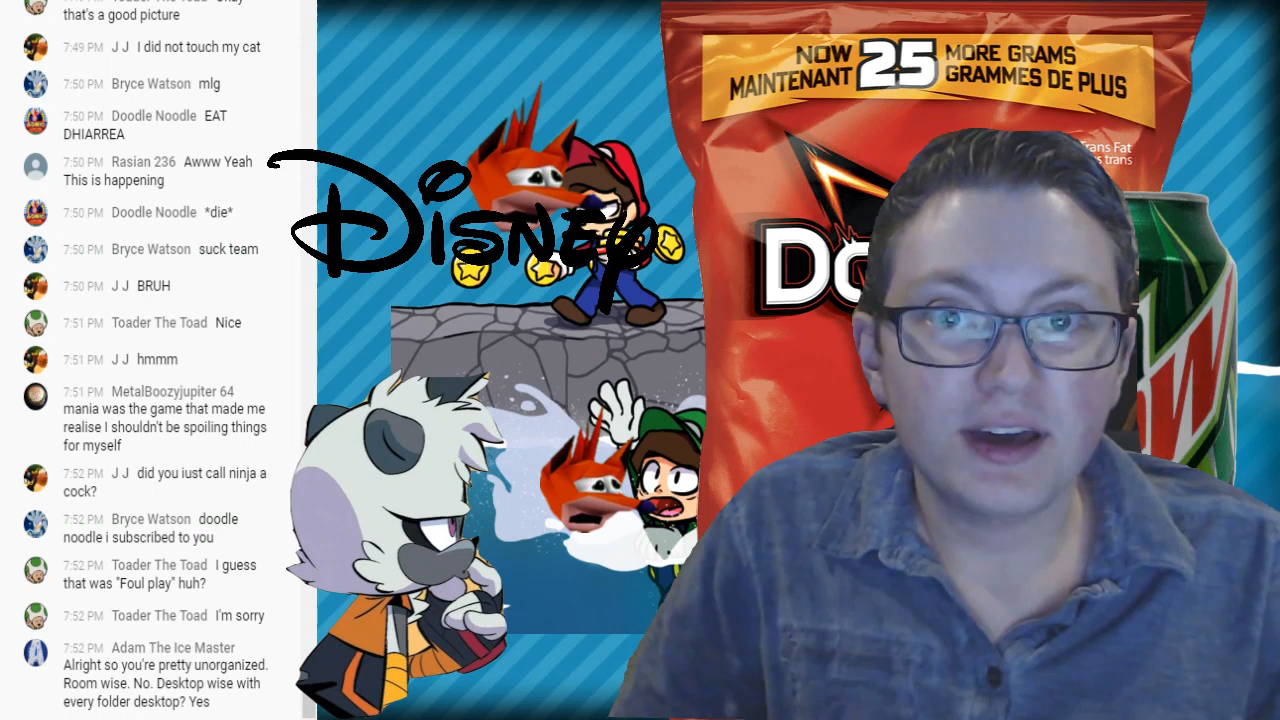 that's a good picture
7:49 PM J J I did not touch my cat
7:50 PM Bryce Watson mlg
7:50 PM Doodle Noodle EAT
DHIARREA
7:50 PM Rasian 236 Awww Yeah
This is happening
7:50 PM Doodle Noodle *die*
7:50 PM Bryce Watson suck team
7:50 PM J J BRUH
7:51 PM Toader The Toad Nice
7:51 PM J J hmmm
7:51 PM MetalBoozyjupiter 64
mania was the game that made me
realise I shouldn't be spoiling things
for myself
7:52 PM J J did you iust call ninja a
cock?
7:52 PM Bryce Watson doodle
noodle i subscribed to you
7:52 PM Toader The Toad I guess
that was "Foul play" huh?
7:52 PM Toader The Toad I'm sorry
7:52 PM Adam The Ice Master
Alright so you're pretty unorganized.
Room wise. No. Desktop wise with
every folder desktop? Yes
Disney
NOW 25 MORE GRAMS
MAINTENANT GRAMMES DE PLUS
Trans Fat
trans
Do